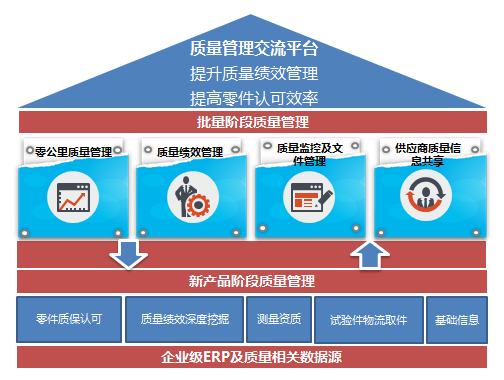 质量管理交流平台
提升质量绩效管理
提高零件认可效率
批量阶段质量管理
零公里质量管理
质量绩效管理
质量监控及文
件管理
供应商质量信
息共享
新产品阶段质量管理
零件质保认可
质量绩效深度挖掘
测量资质
试验件物流取件
基础信息
企业级ERP及质量相关数据源